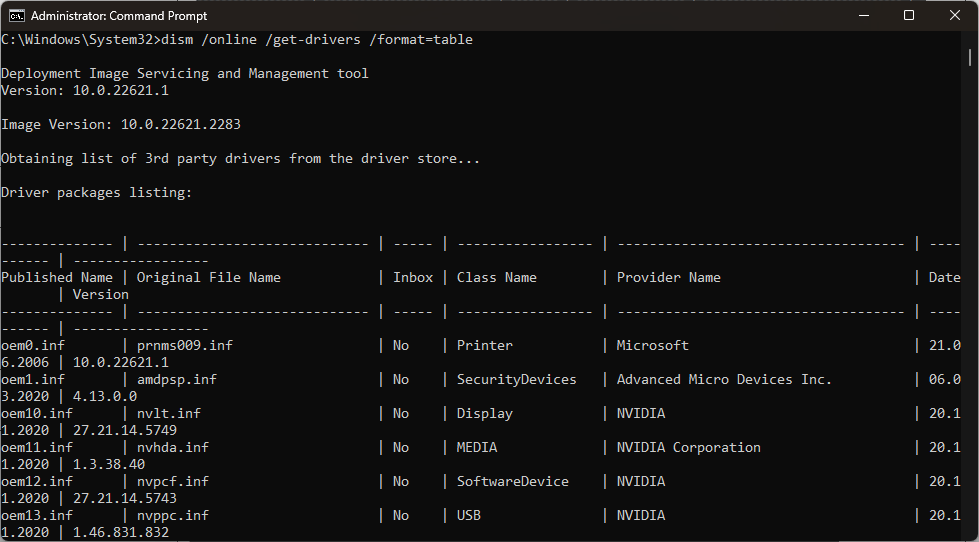 Administrator: Command Prompt
C:\Windows\System32>dism /online /get-drivers /format=table
Deployment Image Servicing and Management tool
Version: 10.0.22621.1
Image Version: 10.0.22621.2283
Obtaining list of 3rd party drivers from the driver store...
Driver packages listing:
-------------- | ----------------------------- | ----- | ----------------- | ------------------------------------ | ----
------ | -----------------
Published Name | Original File Name            | Inbox | Class Name        | Provider Name                        | Date
       | Version
-------------- | ----------------------------- | ----- | ----------------- | ------------------------------------ | ----
------ | -----------------
oem0.inf       | prnms009.inf                  | No    | Printer           | Microsoft                            | 21.0
6.2006 | 10.0.22621.1
oem1.inf       | amdpsp.inf                    | No    | SecurityDevices   | Advanced Micro Devices Inc.          | 06.0
3.2020 | 4.13.0.0
oem10.inf      | nvlt.inf                      | No    | Display           | NVIDIA                               | 20.1
1.2020 | 27.21.14.5749
oem11.inf      | nvhda.inf                     | No    | MEDIA             | NVIDIA Corporation                   | 20.1
1.2020 | 1.3.38.40
oem12.inf      | nvpcf.inf                     | No    | SoftwareDevice    | NVIDIA                               | 20.1
1.2020 | 27.21.14.5743
oem13.inf      | nvppc.inf                     | No    | USB               | NVIDIA                               | 20.1
1.2020 | 1.46.831.832